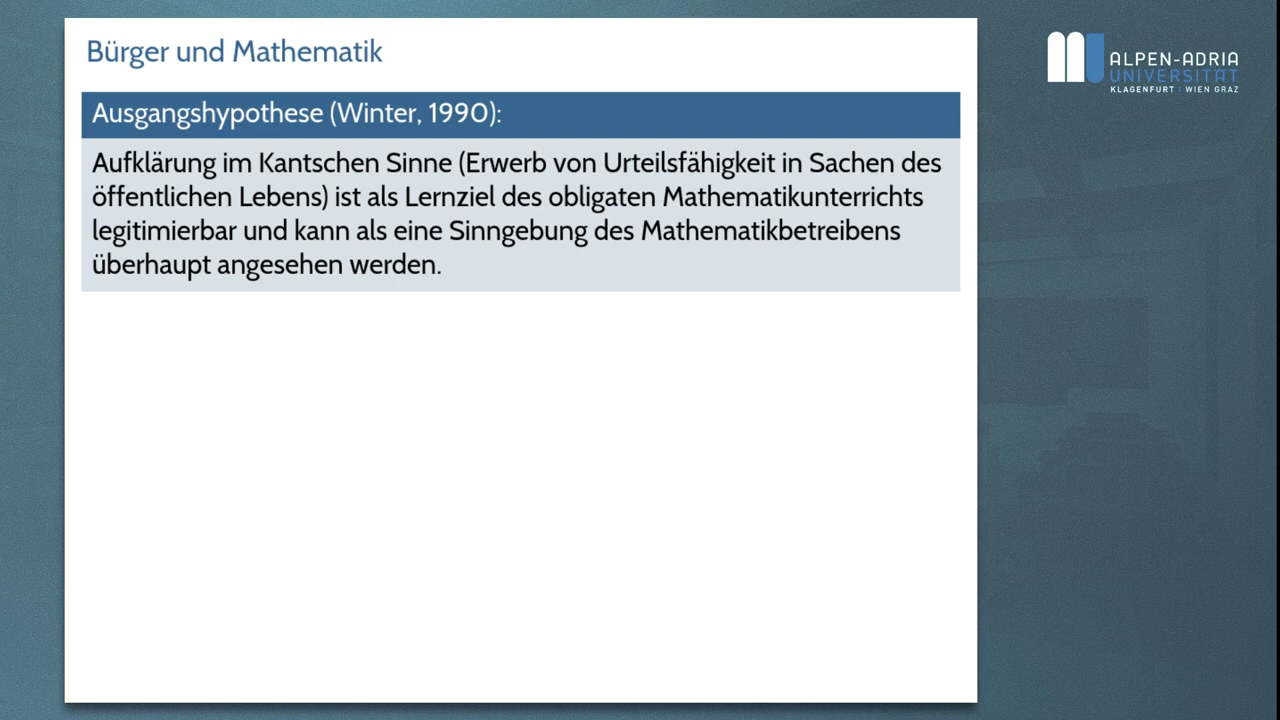 Bürger und Mathematik
Ausgangshypothese (Winter, 1990):
Aufklärung im Kantschen Sinne (Erwerb von Urteilsfähigkeit in Sachen des
öffentlichen Lebens) ist als Lernziel des obligaten Mathematikunterrichts
legitimierbar und kann als eine Sinngebung des Mathematikbetreibens
überhaupt angesehen werden.
ALPEN-ADRIA
UNIVERSITÄT
KLAGENFURT | WIEN GRAZ